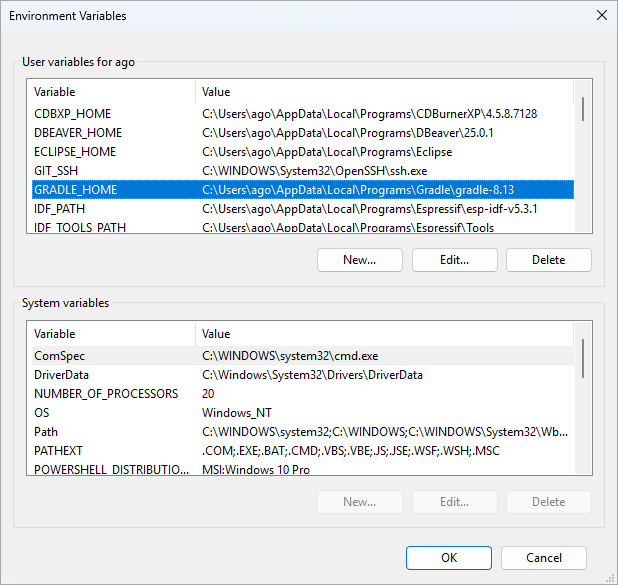 Environment Variables
User variables for ago
Variable Value
CDBXP_HOME C:\Users\ago\AppData\Local\Programs\CDBurnerXP\4.5.8.7128
DBEAVER_HOME C:\Users\ago\AppData\Local\Programs\DBeaver\25.0.1
ECLIPSE_HOME C:\Users\ago\AppData\Local\Programs\Eclipse
GIT_SSH C:\WINDOWS\System32\OpenSSH\ssh.exe
GRADLE_HOME C:\Users\ago\AppData\Local\Programs\Gradle\gradle-8.13
IDF_PATH C:\Users\ago\AppData\Local\Programs\Espressif\esp-idf-v5.3.1
IDF_TOOLS_PATH C:\Users\ago\AppData\Local\Programs\Espressif\Tools
New... Edit... Delete
System variables
Variable Value
ComSpec C:\WINDOWS\system32\cmd.exe
DriverData C:\Windows\System32\Drivers\DriverData
NUMBER_OF_PROCESSORS 20
OS Windows_NT
Path C:\WINDOWS\system32;C:\WINDOWS;C:\WINDOWS\System32\Wb...
PATHEXT .COM;.EXE;.BAT;.CMD;.VBS;.VBE;.JS;.JSE;.WSF;.WSH;.MSC
POWERSHELL_DISTRIBUTIO... MSI:Windows 10 Pro
New... Edit... Delete
OK Cancel